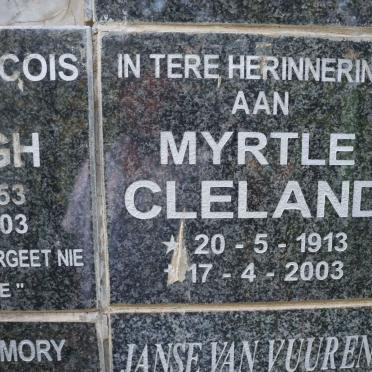 COIS
GH
53
03
RGEET NIE
E "
IN TERE HERINNERIN
AAN
MYRTLE
CLELAND
20 - 5 - 1913
17 - 4 - 2003
MORY
JANSE VAN VUUREN